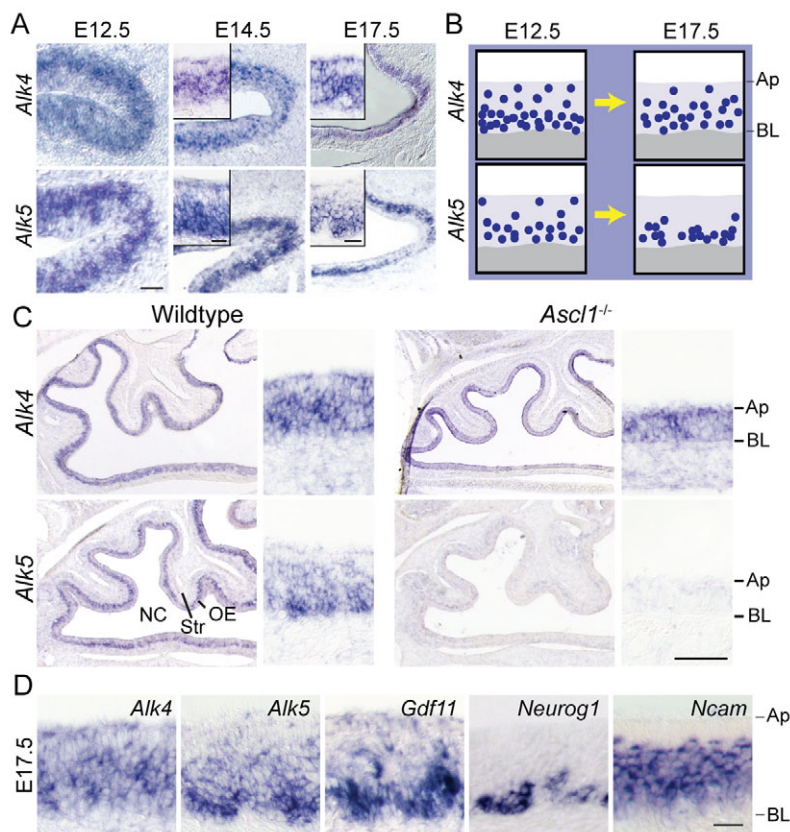 A
E12.5 E14.5 E17.5
Alk4
Alk5
B
E12.5 E17.5
Alk4
Ap
BL
Alk5
C
Wildtype Ascl1-/-
Alk4
Ap
BL
Alk5
NC
Str
OE
Ap
BL
D
E17.5
Alk4 Alk5 Gdf11 Neurog1 Ncam
Ap
BL